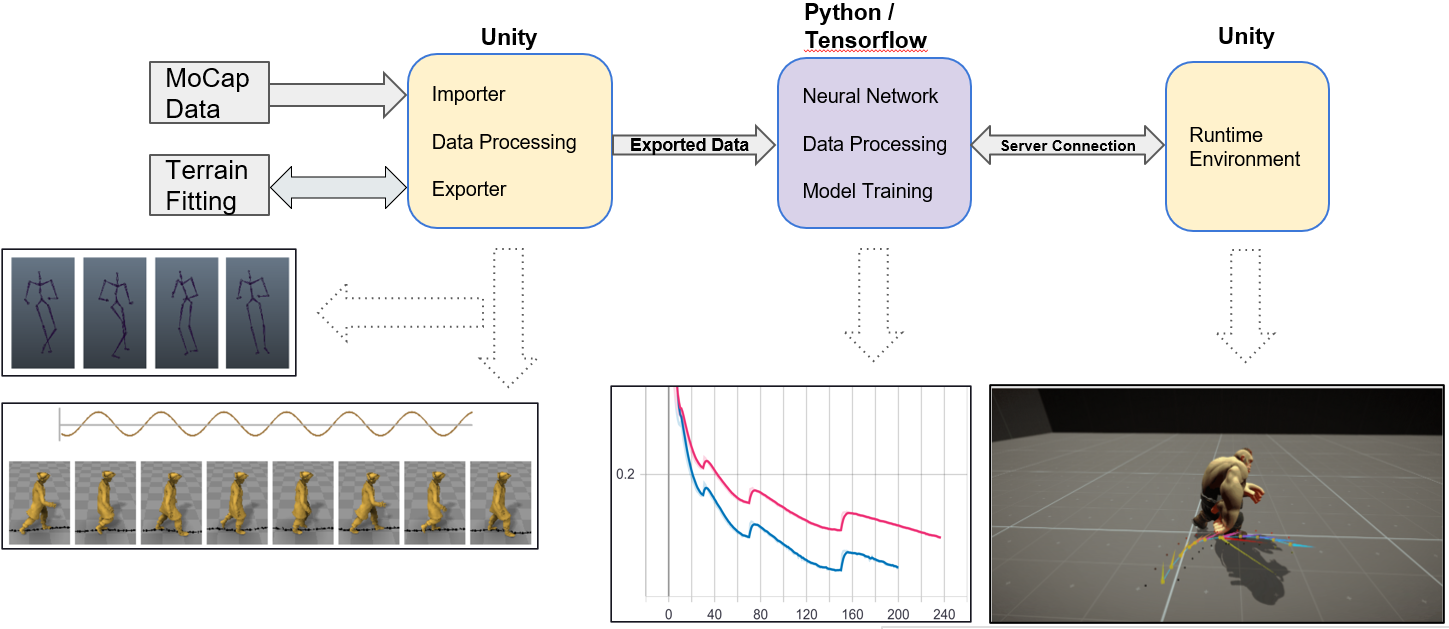 Unity
Python /
Tensorflow
Unity
MoCap
Data
Terrain
Fitting
Importer
Data Processing
Exporter
Exported Data
Neural Network
Data Processing
Model Training
Server Connection
Runtime
Environment
0.2
0 40 80 120 160 200 240